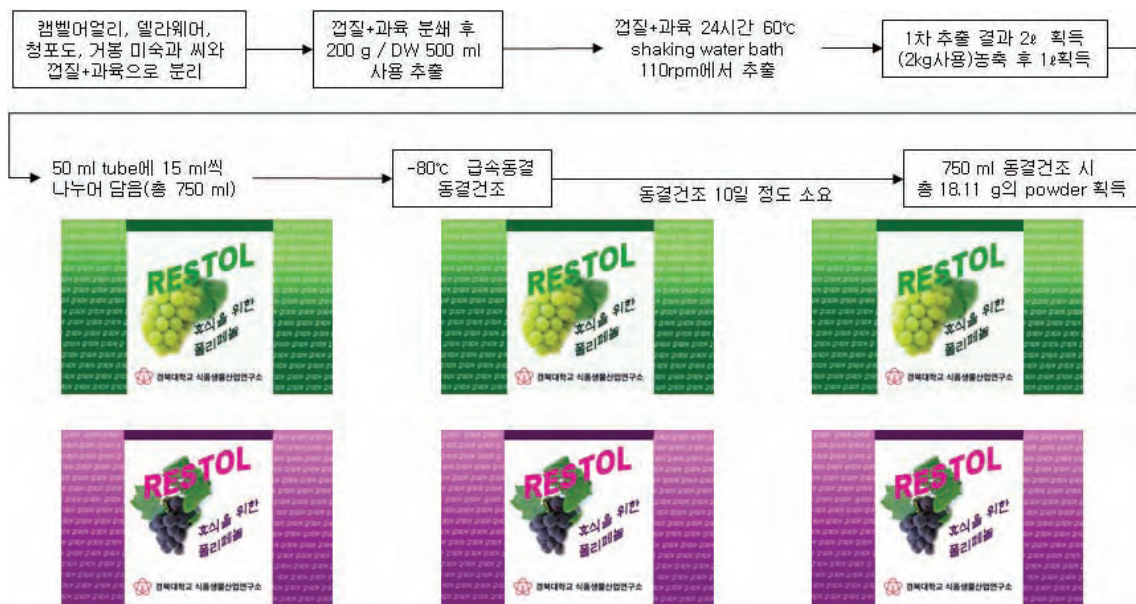 캠벨어얼리, 델라웨어,
청포도, 거봉 미숙과 씨와
껍질+과육으로 분리
껍질+과육 분쇄 후
200 g / DW 500 ml
사용 추출
껍질+과육 24시간 60℃
shaking water bath
110rpm에서 추출
1차 추출 결과 2ℓ 획득
(2kg사용)농축 후 1ℓ획득
50 ml tube에 15 ml씩
나누어 담음(총 750 ml)
-80℃ 급속동결
동결건조
동결건조 10일 정도 소요
750 ml 동결건조 시
총 18.11 g의 powder 획득
RESTOL
휴식을 위한
폴리페놀
경북대학교 식품생물산업연구소
RESTOL
휴식을 위한
폴리페놀
경북대학교 식품생물산업연구소
RESTOL
휴식을 위한
폴리페놀
경북대학교 식품생물산업연구소
RESTOL
휴식을 위한
폴리페놀
경북대학교 식품생물산업연구소
RESTOL
휴식을 위한
폴리페놀
경북대학교 식품생물산업연구소
RESTOL
휴식을 위한
폴리페놀
경북대학교 식품생물산업연구소